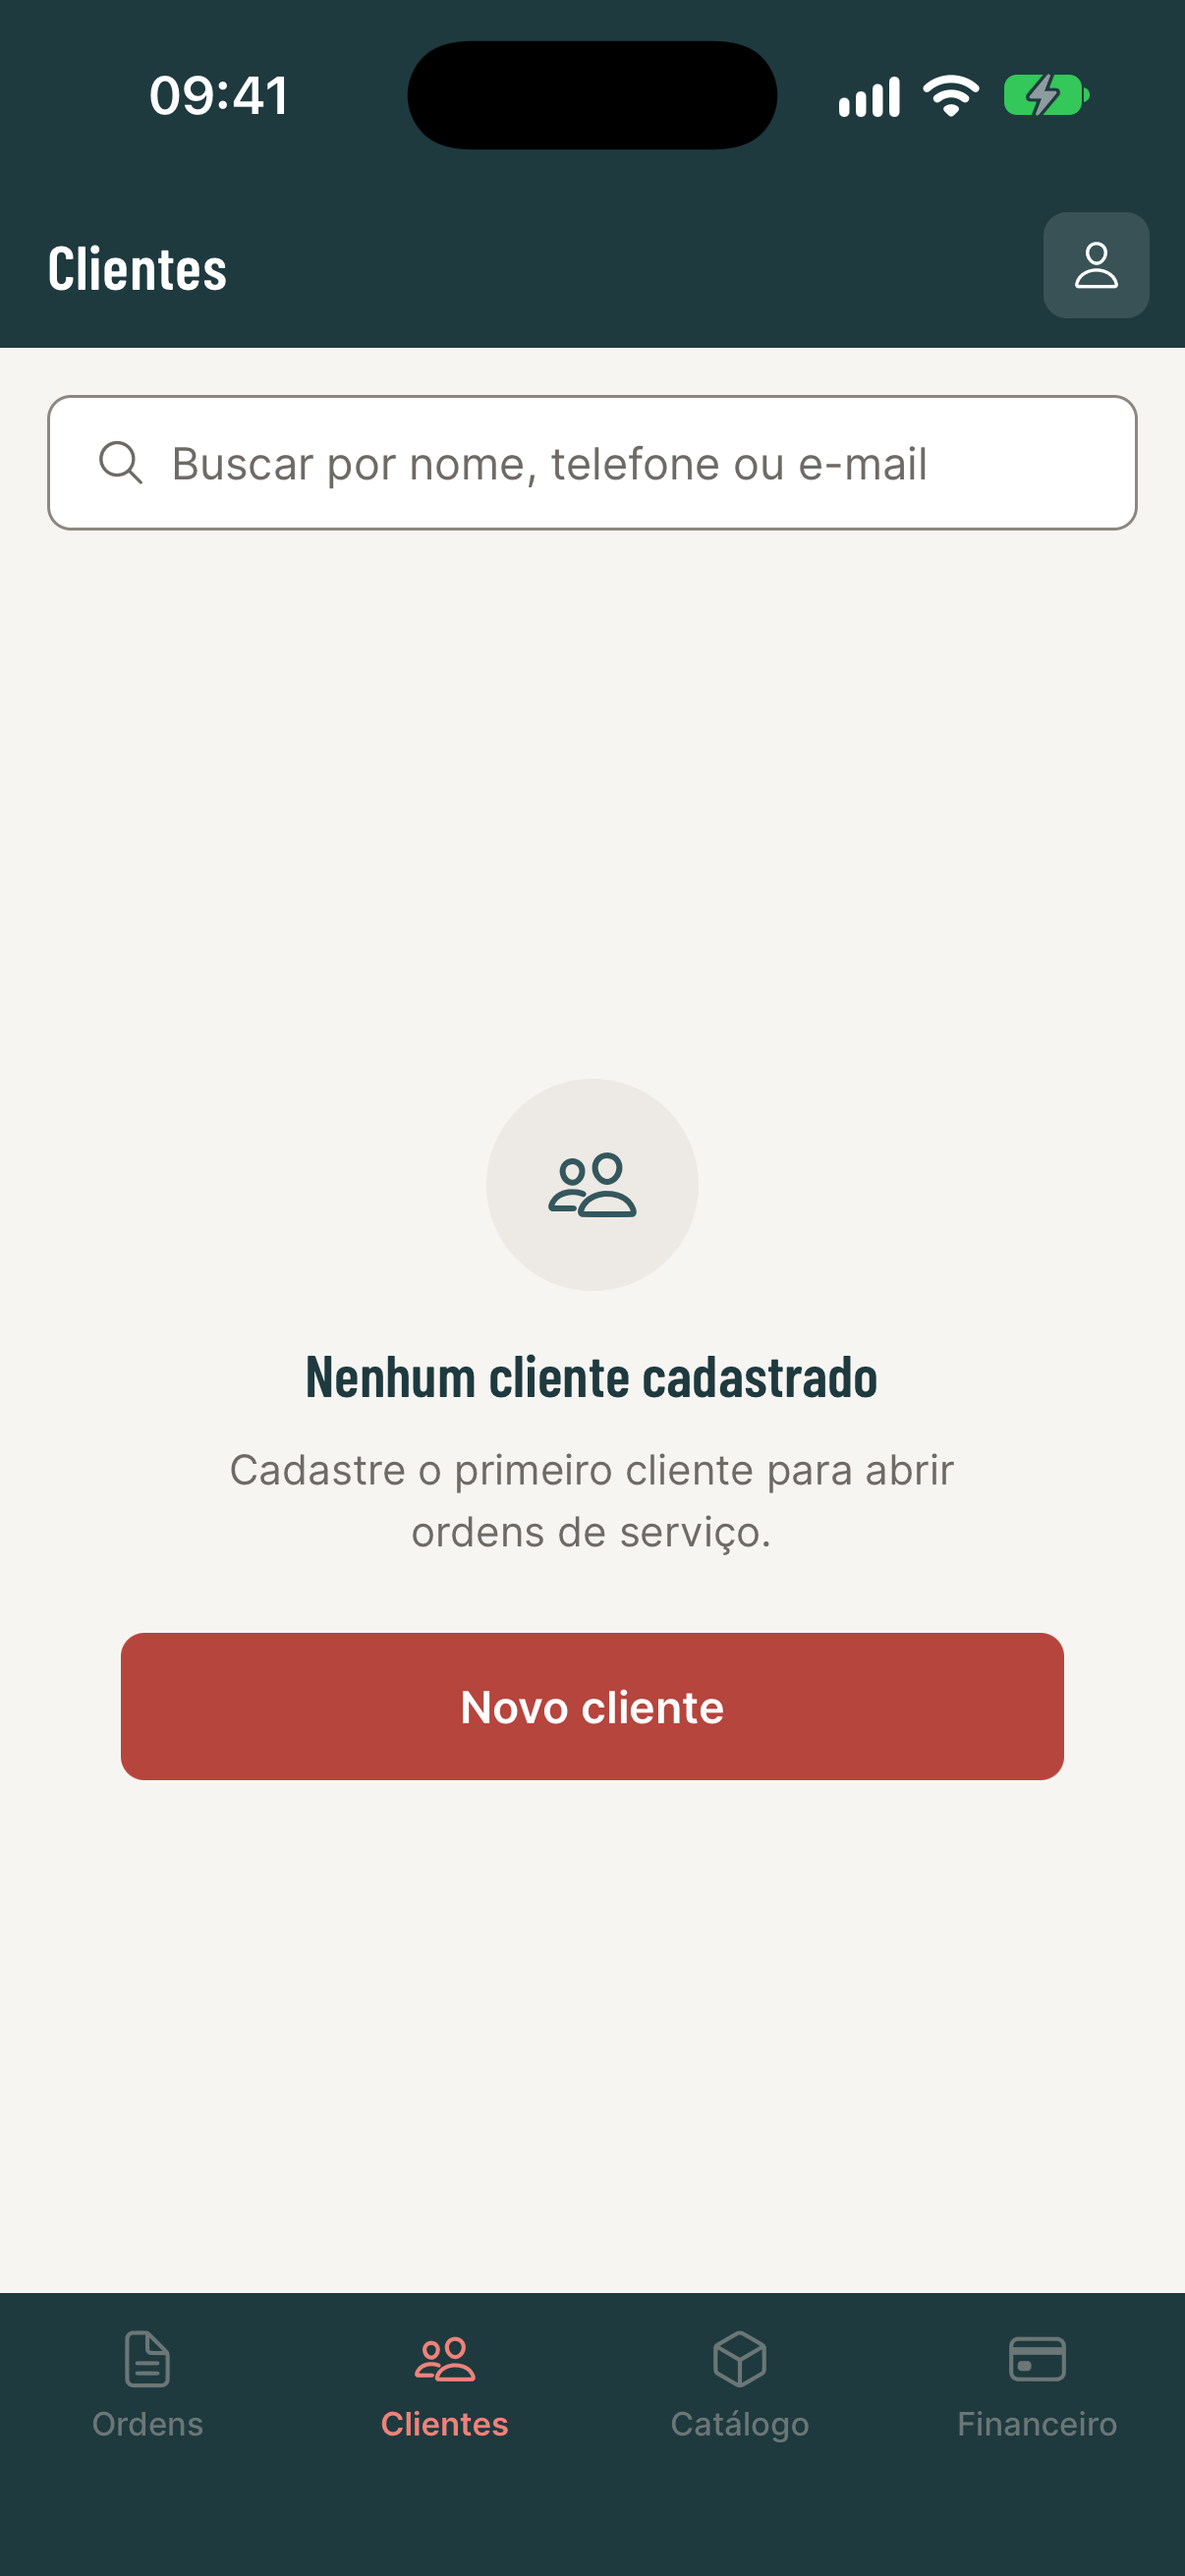 09:41
Clientes
Buscar por nome, telefone ou e-mail
Nenhum cliente cadastrado
Cadastre o primeiro cliente para abrir
ordens de serviço.
Novo cliente
Ordens
Clientes
Catálogo
Financeiro